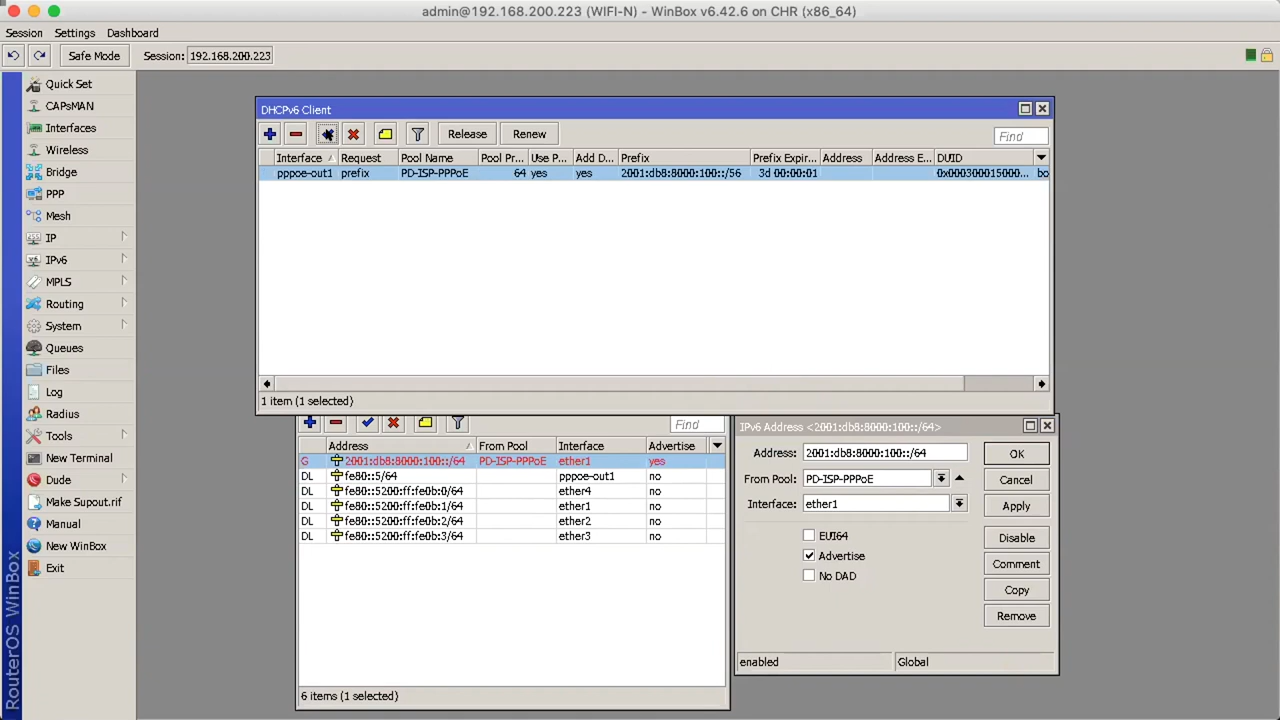 admin@192.168.200.223 (WIFI-N) - WinBox v6.42.6 on CHR (x86_64)
Session Settings Dashboard
Safe Mode Session: 192.168.200.223
Quick Set
CAPsMAN
Interfaces
Wireless
Bridge
PPP
Mesh
IP
IPv6
MPLS
Routing
System
Queues
Files
Log
Radius
Tools
New Terminal
Dude
Make Supout.rif
Manual
New WinBox
Exit
RouterOS WinBox
DHCPv6 Client
Release Renew Find
Interface Request Pool Name Pool Pr... Use P... Add D... Prefix Prefix Expir... Address Address E... DUID
pppoe-out1 prefix PD-ISP-PPPoE 64 yes yes 2001:db8:8000:100::/56 3d 00:00:01 0x000300015000... bo
1 item (1 selected)
Find
Address From Pool Interface Advertise
G 2001:db8:8000:100::/64 PD-ISP-PPPoE ether1 yes
DL fe80::5/64 pppoe-out1 no
DL fe80::5200:ff:fe0b:0/64 ether4 no
DL fe80::5200:ff:fe0b:1/64 ether1 no
DL fe80::5200:ff:fe0b:2/64 ether2 no
DL fe80::5200:ff:fe0b:3/64 ether3 no
6 items (1 selected)
IPv6 Address <2001:db8:8000:100::/64>
Address: 2001:db8:8000:100::/64
From Pool: PD-ISP-PPPoE
Interface: ether1
EUI64
Advertise
No DAD
OK
Cancel
Apply
Disable
Comment
Copy
Remove
enabled Global